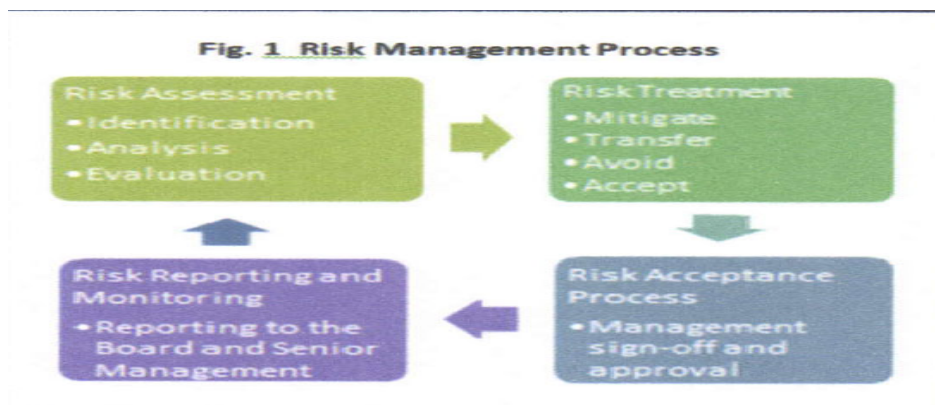 Fig. 1 Risk Management Process
Risk Assessment
• Identification
• Analysis
• Evaluation
Risk Treatment
• Mitigate
• Transfer
• Avoid
• Accept
Risk Acceptance
Process
• Management
sign-off and
approval
Risk Reporting and
Monitoring
• Reporting to the
Board and Senior
Management